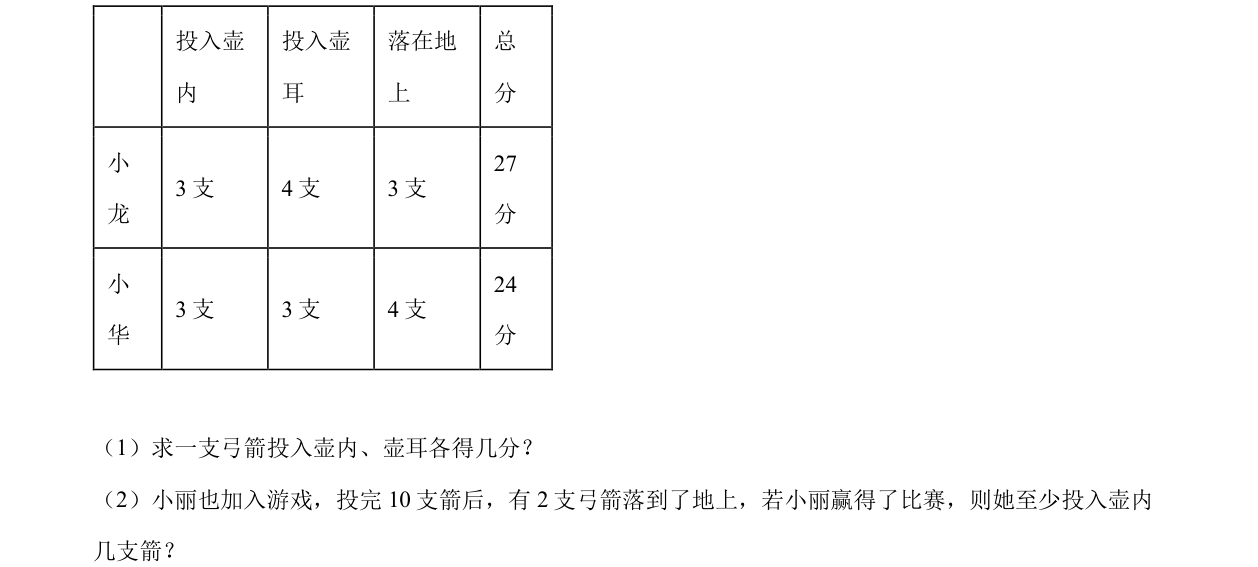 投入壶 投入壶 落在地 总
内 耳 上 分
小 27
3 支 4 支 3 支
龙 分
小 24
3 支 3 支 4 支
华 分
（1）求一支弓箭投入壶内、壶耳各得几分？
（2）小丽也加入游戏，投完 10 支箭后，有 2 支弓箭落到了地上，若小丽赢得了比赛，则她至少投入壶内
几支箭？